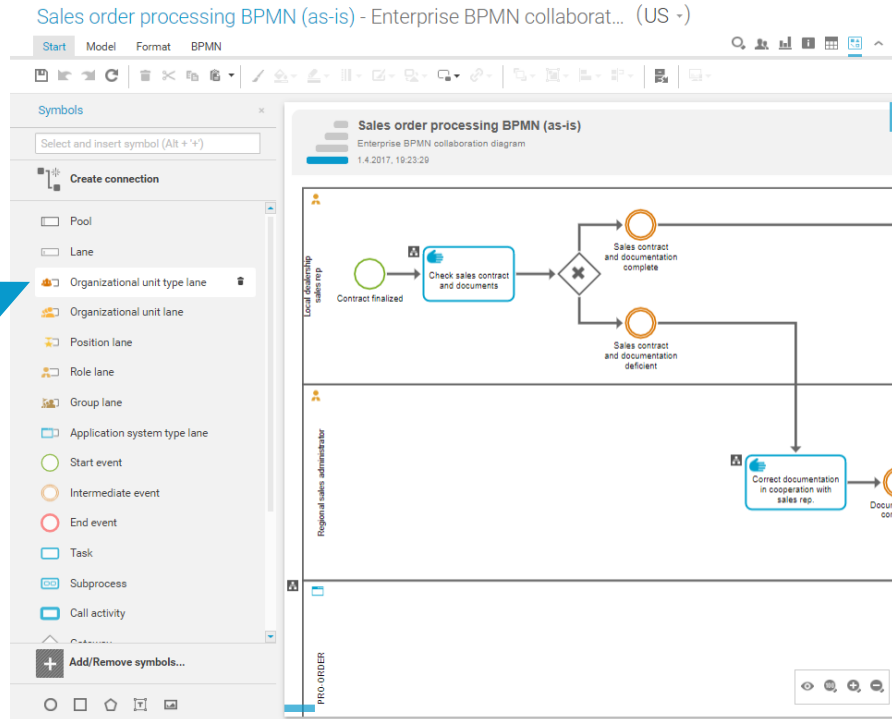 Sales order processing BPMN (as-is) - Enterprise BPMN collaborat... (US -)
Start Model Format BPMN
Symbols
Select and insert symbol (Alt + '+')
Create connection
Pool
Lane
Organizational unit type lane
Organizational unit lane
Position lane
Role lane
Group lane
Application system type lane
Start event
Intermediate event
End event
Task
Subprocess
Call activity
Gateway
Add/Remove symbols...
Sales order processing BPMN (as-is)
Enterprise BPMN collaboration diagram
1.4.2017, 19:23:29
Local dealership
sales rep
Contract finalized
Check sales contract
and documents
Sales contract
and documentation
complete
Sales contract
and documentation
deficient
Regional sales administrator
Correct documentation
in cooperation with
sales rep.
PRO-ORDER